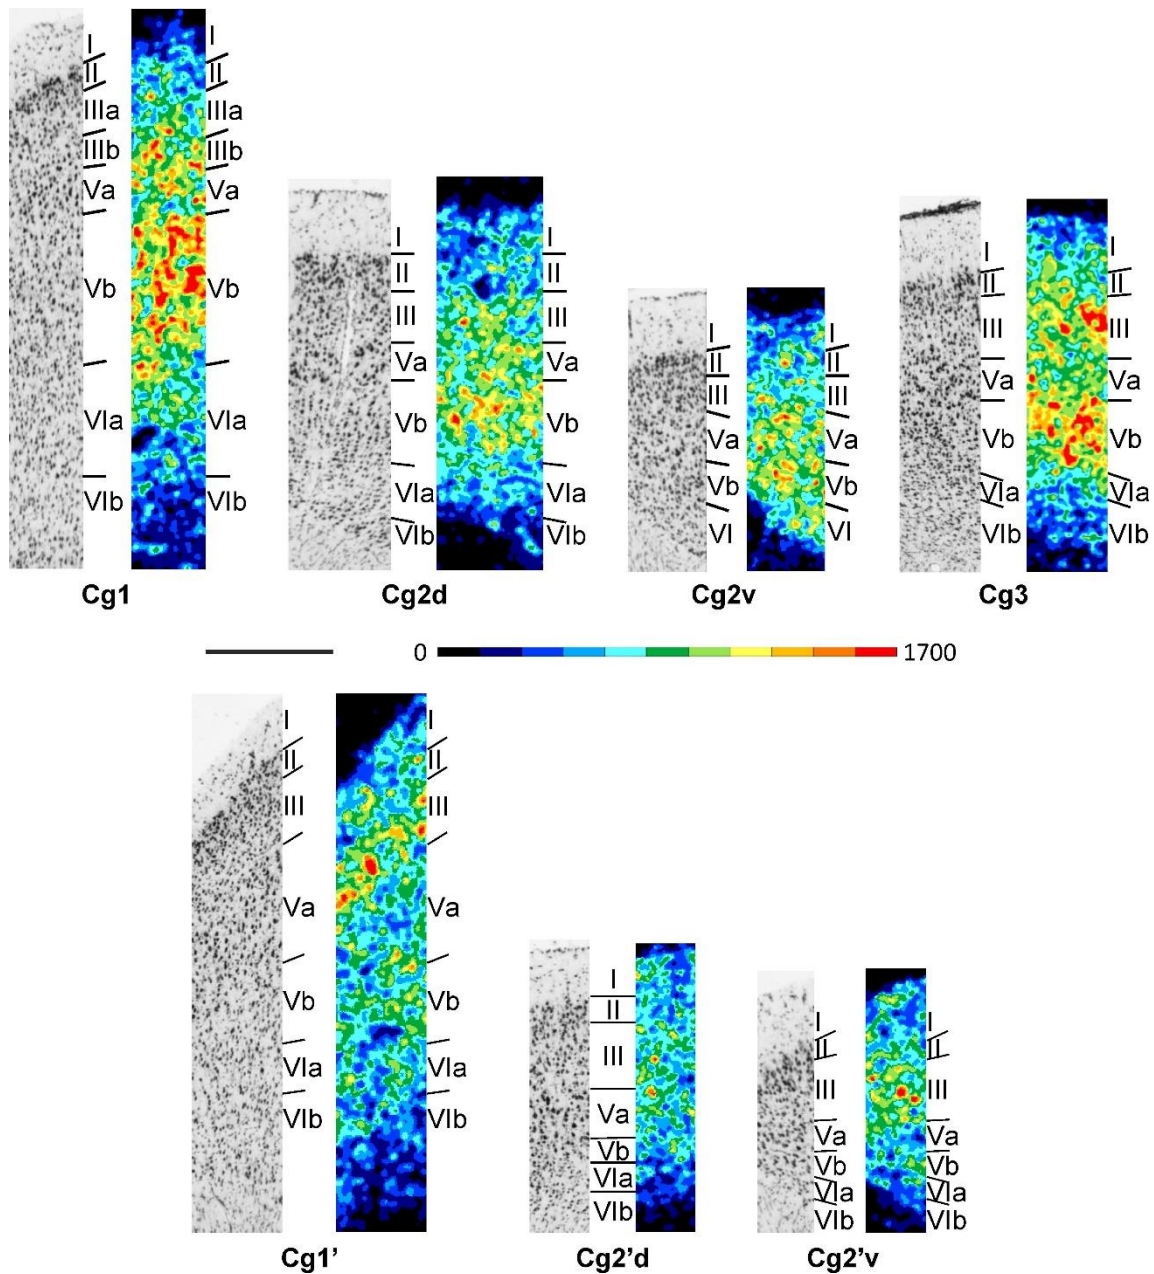 I I
II II
IIIa IIIa
IIIb IIIb
Va Va
Vb Vb
VIa VIa
VIb VIb
Cg1
I I
II II
III III
Va Va
Vb Vb
VIa VIa
VIb VIb
Cg2d
I I
II II
III III
Va Va
Vb Vb
VI VI
Cg2v
I I
II II
III III
Va Va
Vb Vb
VIa VIa
VIb VIb
Cg3
0 1700
I I
II II
III III
Va Va
Vb Vb
VIa VIa
VIb VIb
Cg1’
I
II
III
Va
Vb
VIa
VIb
Cg2’d
I I
II II
III III
Va Va
Vb Vb
VIa VIa
VIb VIb
Cg2’v